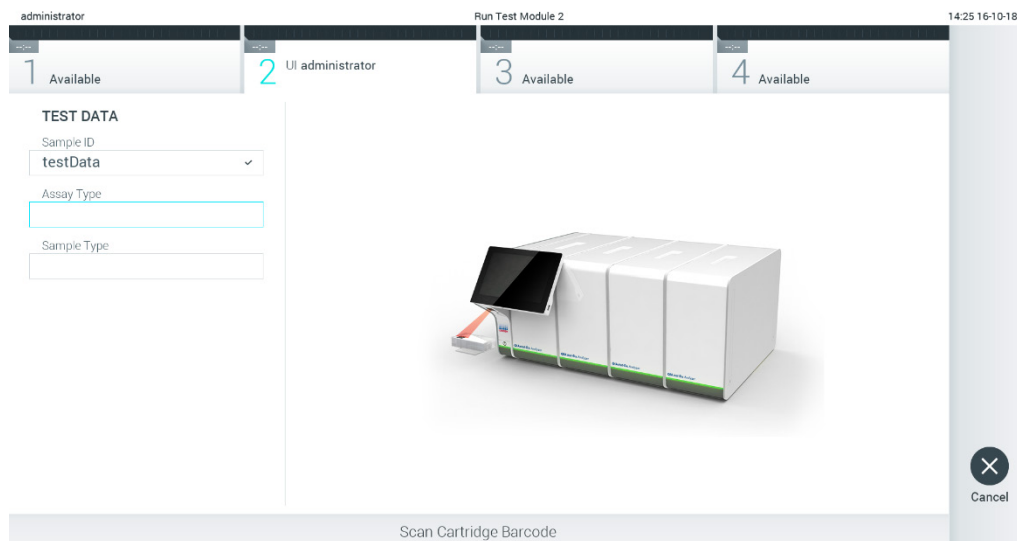 administrator
Run Test Module 2
14:25 16-10-18
--:--
--:--
--:--
--:--
1 Available
2 UI administrator
3 Available
4 Available
TEST DATA
Sample ID
testData
Assay Type
Sample Type
Cancel
Scan Cartridge Barcode